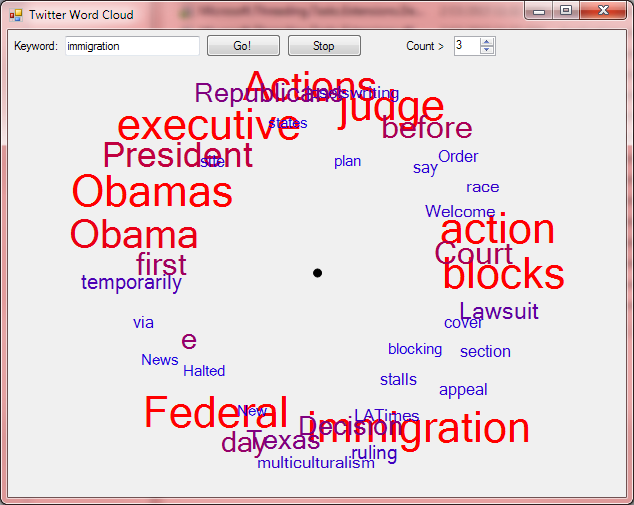 Twitter Word Cloud
Keyword: immigration Go! Stop Count > 3
Actions
Republicans
judge
executive
states
before
President
site
plan
Order
say
race
Obamas
Welcome
Obama
action
Court
first
blocks
temporarily
Lawsuit
via
cover
e
blocking
section
News
Halted
stalls
appeal
Federal
New
LATimes
Decision
immigration
day
Texas
ruling
multiculturalism